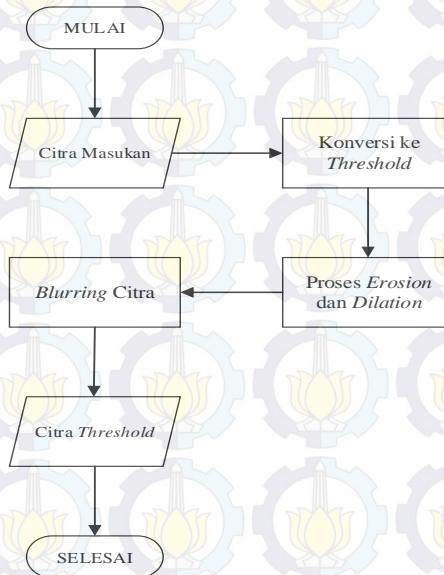 MULAI
Citra Masukan
Konversi ke
Threshold
Proses Erosion
dan Dilation
Blurring Citra
Citra Threshold
SELESAI